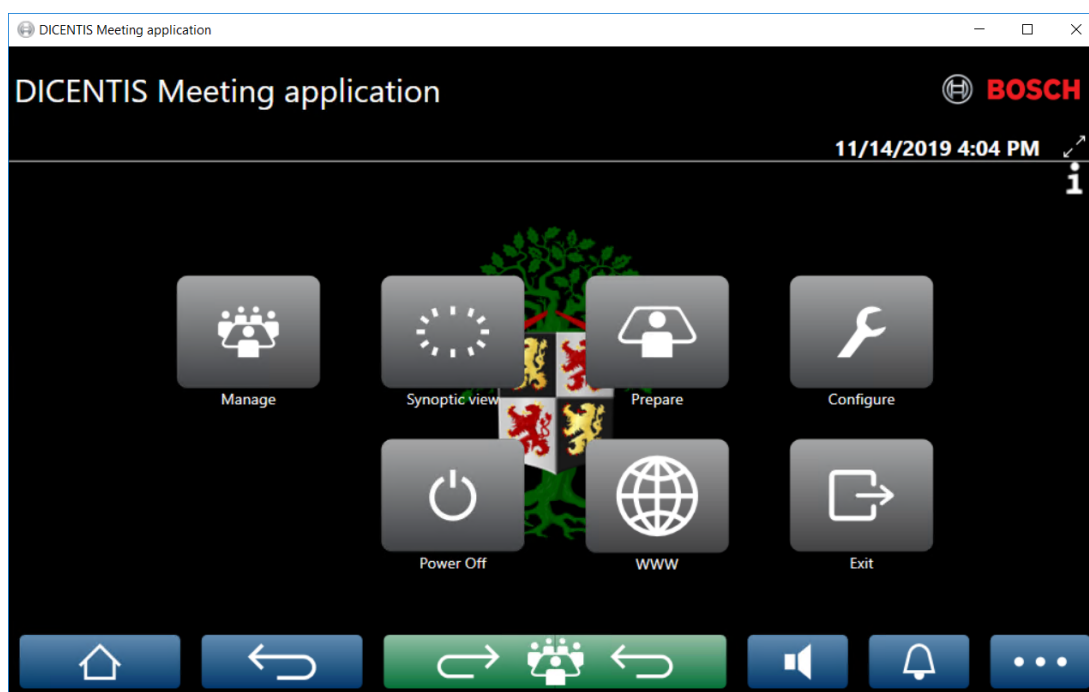 DICENTIS Meeting application
DICENTIS Meeting application
BOSCH
11/14/2019 4:04 PM
i
Manage
Synoptic view
Prepare
Configure
Power Off
WWW
Exit